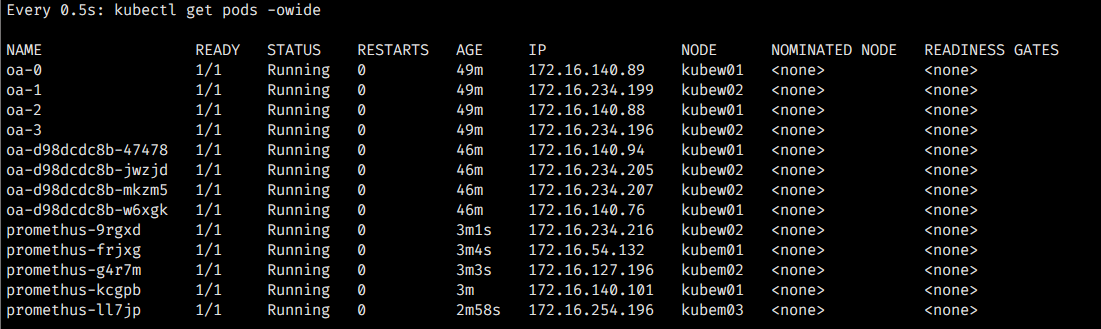 Every 0.5s: kubectl get pods -owide
NAME READY STATUS RESTARTS AGE IP NODE NOMINATED NODE READINESS GATES
oa-0 1/1 Running 0 49m 172.16.140.89 kubew01 <none> <none>
oa-1 1/1 Running 0 49m 172.16.234.199 kubew02 <none> <none>
oa-2 1/1 Running 0 49m 172.16.140.88 kubew01 <none> <none>
oa-3 1/1 Running 0 49m 172.16.234.196 kubew02 <none> <none>
oa-d98dcdc8b-47478 1/1 Running 0 46m 172.16.140.94 kubew01 <none> <none>
oa-d98dcdc8b-jwzjd 1/1 Running 0 46m 172.16.234.205 kubew02 <none> <none>
oa-d98dcdc8b-mkzm5 1/1 Running 0 46m 172.16.234.207 kubew02 <none> <none>
oa-d98dcdc8b-w6xgk 1/1 Running 0 46m 172.16.140.76 kubew01 <none> <none>
promethus-9rgxd 1/1 Running 0 3m1s 172.16.234.216 kubew02 <none> <none>
promethus-frjxg 1/1 Running 0 3m4s 172.16.54.132 kubem01 <none> <none>
promethus-g4r7m 1/1 Running 0 3m3s 172.16.127.196 kubem02 <none> <none>
promethus-kcgpb 1/1 Running 0 3m 172.16.140.101 kubew01 <none> <none>
promethus-ll7jp 1/1 Running 0 2m58s 172.16.254.196 kubem03 <none> <none>